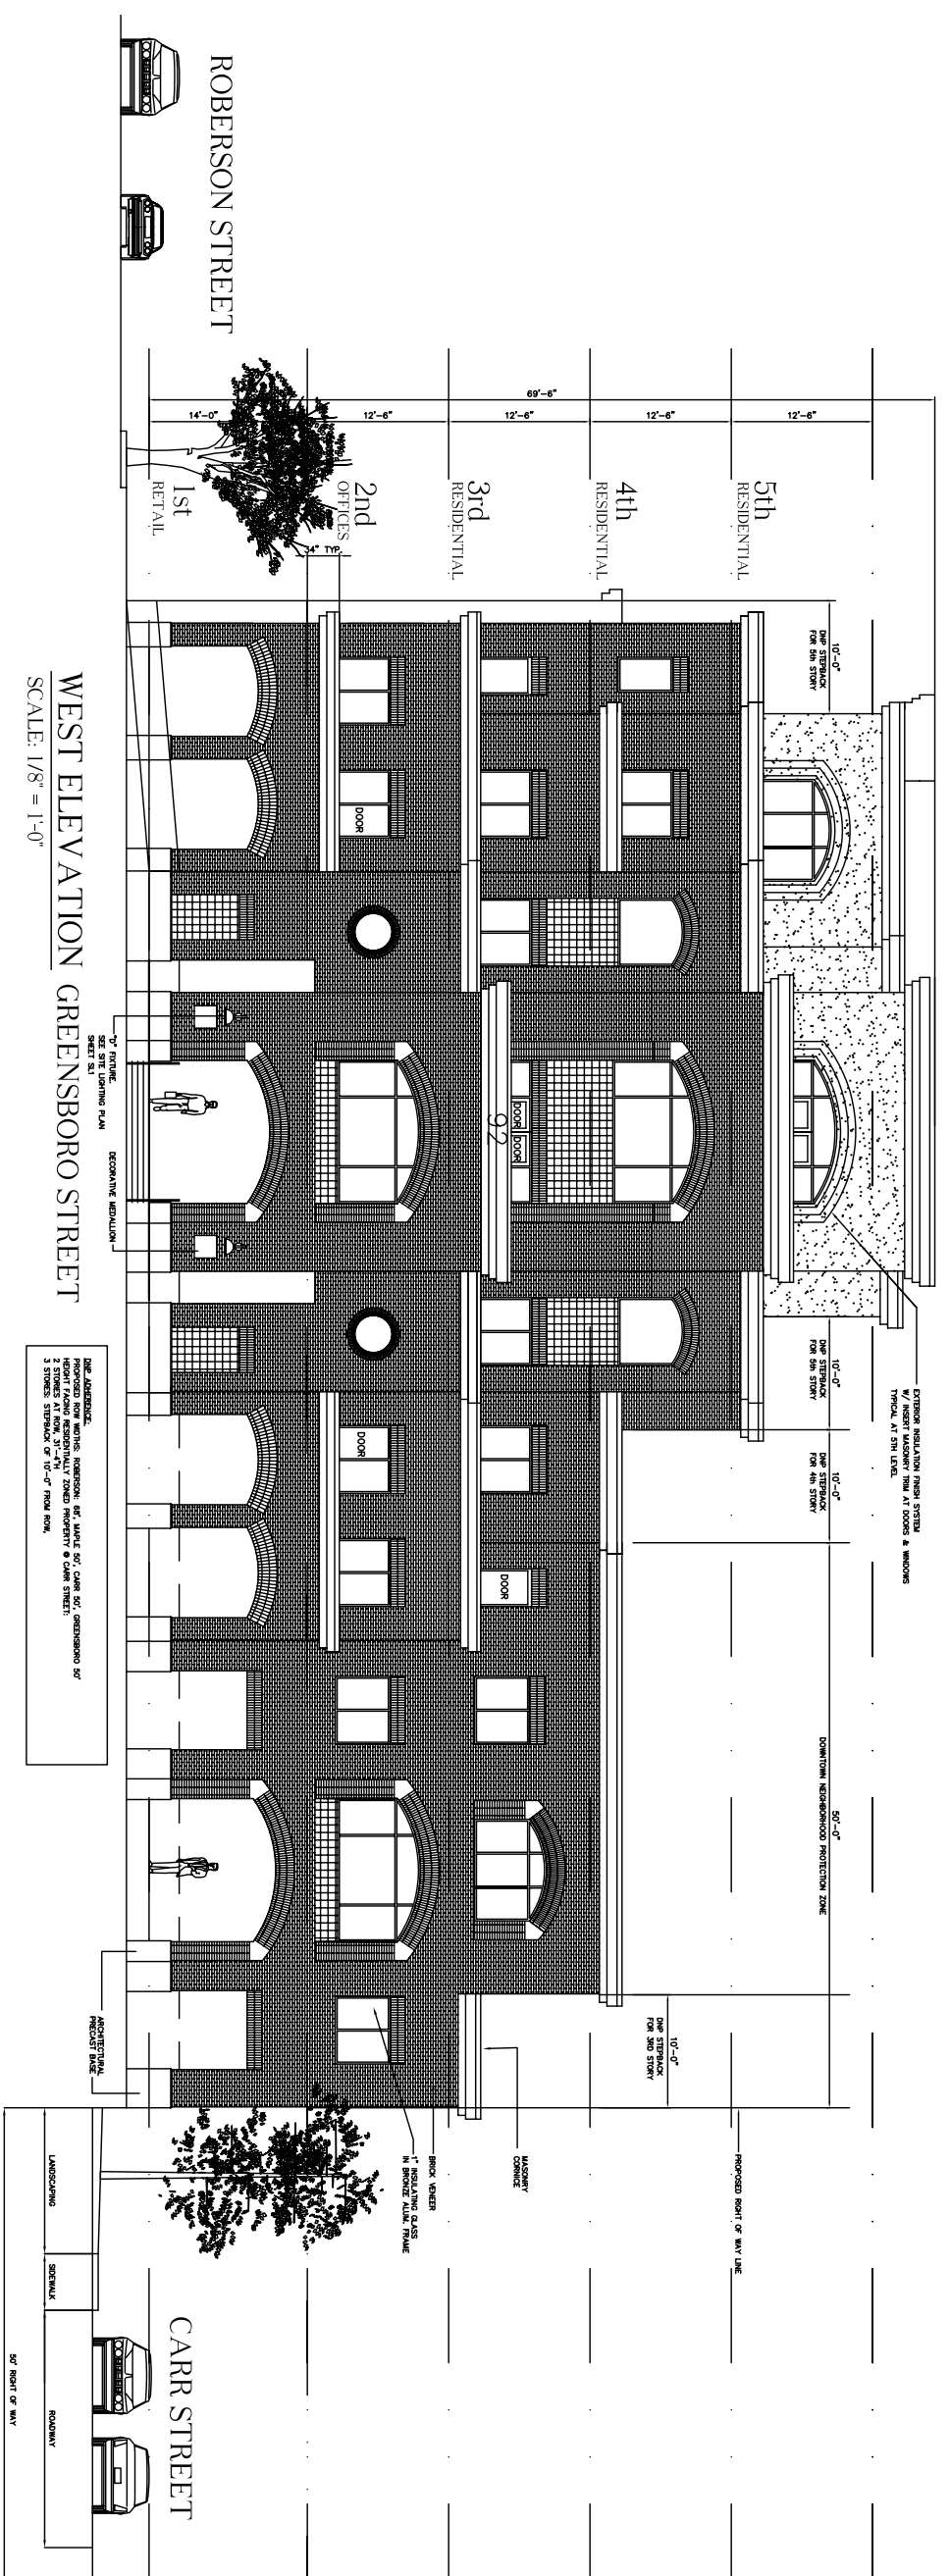 ROBERSON STREET
69'-6"
14'-0"
12'-6"
12'-6"
12'-6"
12'-6"
5th
RESIDENTIAL
4th
RESIDENTIAL
3rd
RESIDENTIAL
2nd
OFFICES
1st
RETAIL
34" TYP.
10'-0"
DNP STEPBACK
FOR 5th STORY
DOOR
DOOR
DOOR
92
DOOR
DOOR
EXTERIOR INSULATION FINISH SYSTEM
W/ INSERT MASONRY TRIM AT DOORS & WINDOWS
TYPICAL AT 5TH LEVEL
10'-0"
DNP STEPBACK
FOR 5th STORY
10'-0"
DNP STEPBACK
FOR 4th STORY
50'-0"
DOWNTOWN NEIGHBORHOOD PROTECTION ZONE
10'-0"
DNP STEPBACK
FOR 3RD STORY
PROPOSED RIGHT OF WAY LINE
MASONRY
CORNICE
BRICK VENEER
1" INSULATING GLASS
IN BRONZE ALUM. FRAME
ARCHITECTURAL
PRECAST BASE
"D" FIXTURE.
SEE SITE LIGHTING PLAN
SHEET SL1
DECORATIVE MEDALLION
WEST ELEVATION GREENSBORO STREET
SCALE: 1/8" = 1'-0"
DNP ADHERENCE:
PROPOSED ROW WIDTHS: ROBERSON: 68', MAPLE 50', CARR 50', GREENSBORO 50'
HEIGHT FACING RESIDENTIALLY ZONED PROPERTY @ CARR STREET:
2 STORIES AT ROW, 31'-4"H
3 STORIES: STEPBACK OF 10'-0" FROM ROW,
CARR STREET
LANDSCAPING
SIDEWALK
ROADWAY
50' RIGHT OF WAY